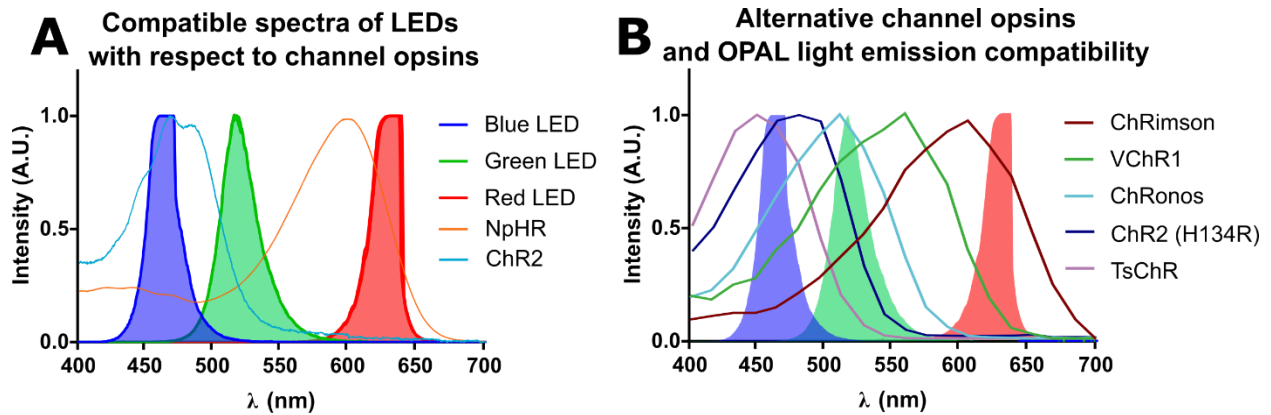 A
Compatible spectra of LEDs
with respect to channel opsins
Intensity (A.U.)
1.0
0.5
0.0
400 450 500 550 600 650 700
λ (nm)
Blue LED
Green LED
Red LED
NpHR
ChR2
B
Alternative channel opsins
and OPAL light emission compatibility
Intensity (A.U.)
1.0
0.5
0.0
400 450 500 550 600 650 700
λ (nm)
ChRimson
VChR1
ChRonos
ChR2 (H134R)
TsChR